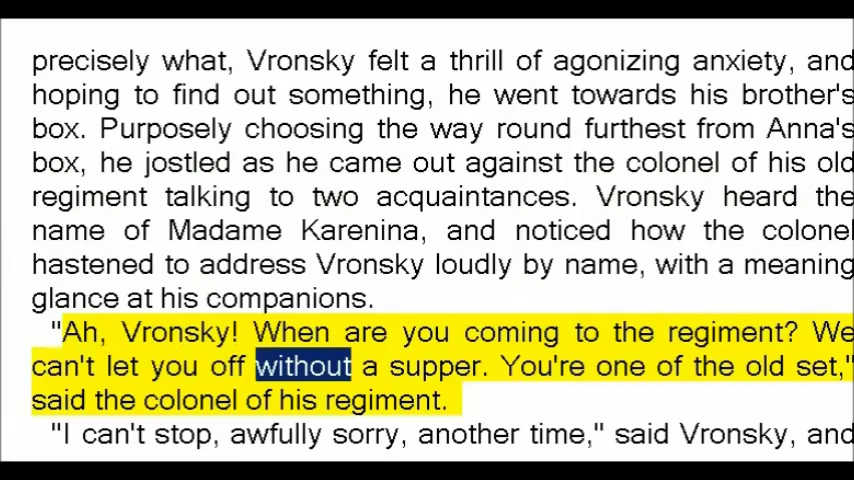 precisely what, Vronsky felt a thrill of agonizing anxiety, and
hoping to find out something, he went towards his brother's
box. Purposely choosing the way round furthest from Anna's
box, he jostled as he came out against the colonel of his old
regiment talking to two acquaintances. Vronsky heard the
name of Madame Karenina, and noticed how the colonel
hastened to address Vronsky loudly by name, with a meaning
glance at his companions.
"Ah, Vronsky! When are you coming to the regiment? We
can't let you off without a supper. You're one of the old set,"
said the colonel of his regiment.
"I can't stop, awfully sorry, another time," said Vronsky, and